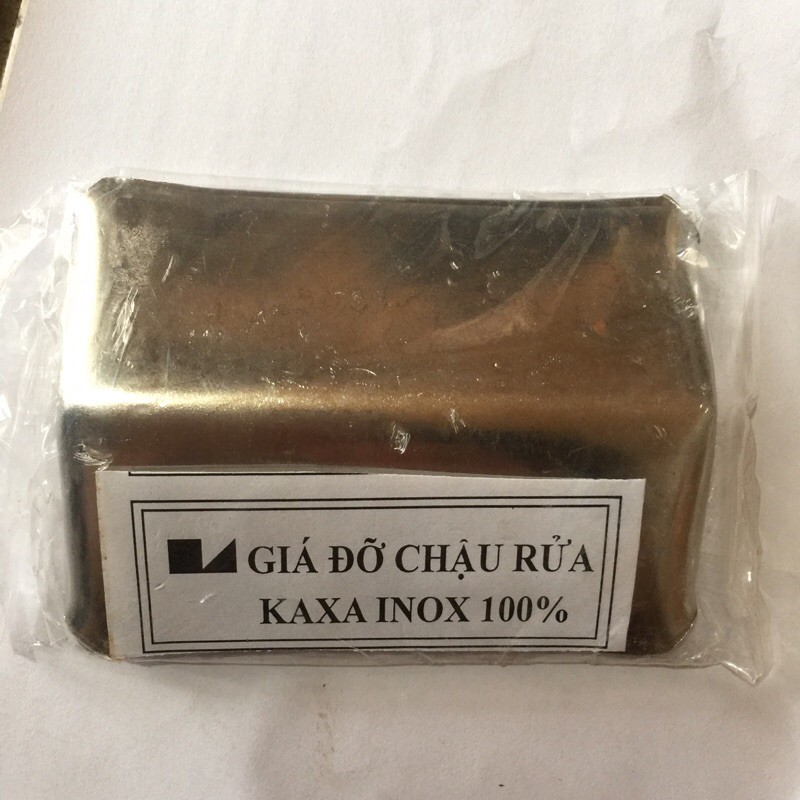 GIÁ ĐỠ CHẬU RỬA
KAXA INOX 100%